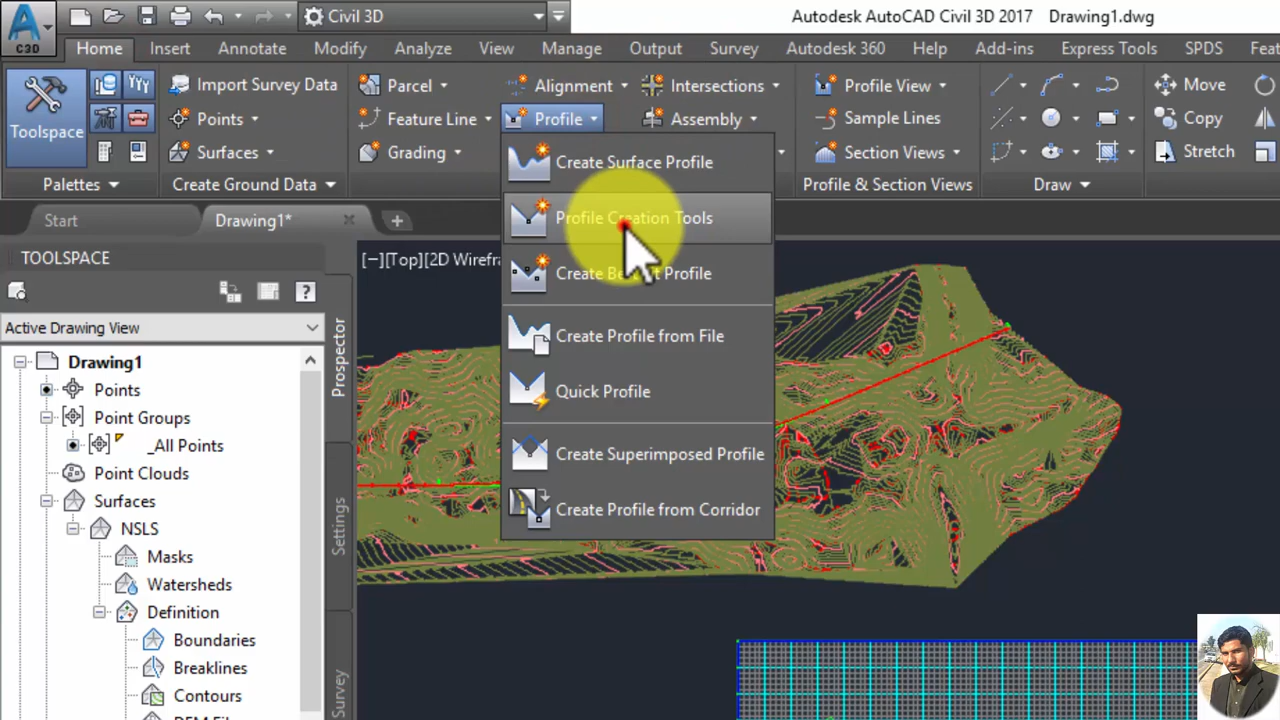 C3D
Civil 3D
Autodesk AutoCAD Civil 3D 2017 Drawing1.dwg
Home Insert Annotate Modify Analyze View Manage Output Survey Autodesk 360 Help Add-ins Express Tools SPDS
Toolspace
Import Survey Data
Points
Surfaces
Parcel
Feature Line
Grading
Alignment
Profile
Intersections
Assembly
Profile View
Sample Lines
Section Views
Move
Copy
Stretch
Palettes
Create Ground Data
Profile & Section Views
Draw
Start
Drawing1*
Create Surface Profile
Profile Creation Tools
Create Profile
Create Profile from File
Quick Profile
Create Superimposed Profile
Create Profile from Corridor
TOOLSPACE
Active Drawing View
Drawing1
Points
Point Groups
_All Points
Point Clouds
Surfaces
NSLS
Masks
Watersheds
Definition
Boundaries
Breaklines
Contours
Prospector
Settings
Survey
[−][Top][2D